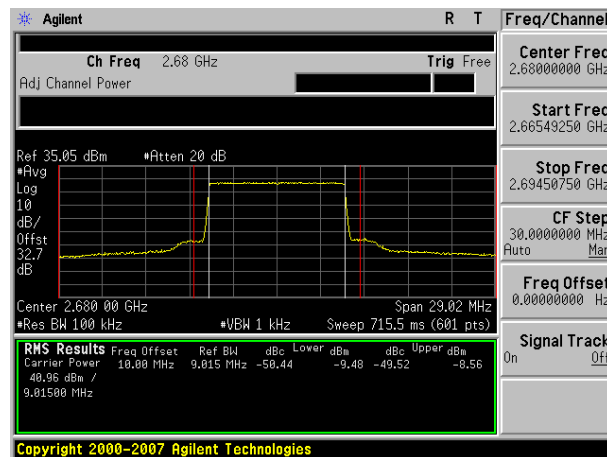 Agilent R T Freq/Channel
Ch Freq 2.68 GHz Trig Free
Adj Channel Power
Center Freq
2.68000000 GHz
Start Freq
2.66549250 GHz
Stop Freq
2.69450750 GHz
CF Step
30.0000000 MHz
Auto Man
Freq Offset
0.00000000 Hz
Signal Track
On Off
Ref 35.05 dBm #Atten 20 dB
#Avg
Log
10
dB/
Offst
32.7
dB
Center 2.680 00 GHz Span 29.02 MHz
#Res BW 100 kHz #VBW 1 kHz Sweep 715.5 ms (601 pts)
RMS Results Freq Offset Ref BW dBc Lower dBm dBc Upper dBm
Carrier Power 10.00 MHz 9.015 MHz -50.44 -9.48 -49.52 -8.56
40.96 dBm /
9.01500 MHz
Copyright 2000-2007 Agilent Technologies